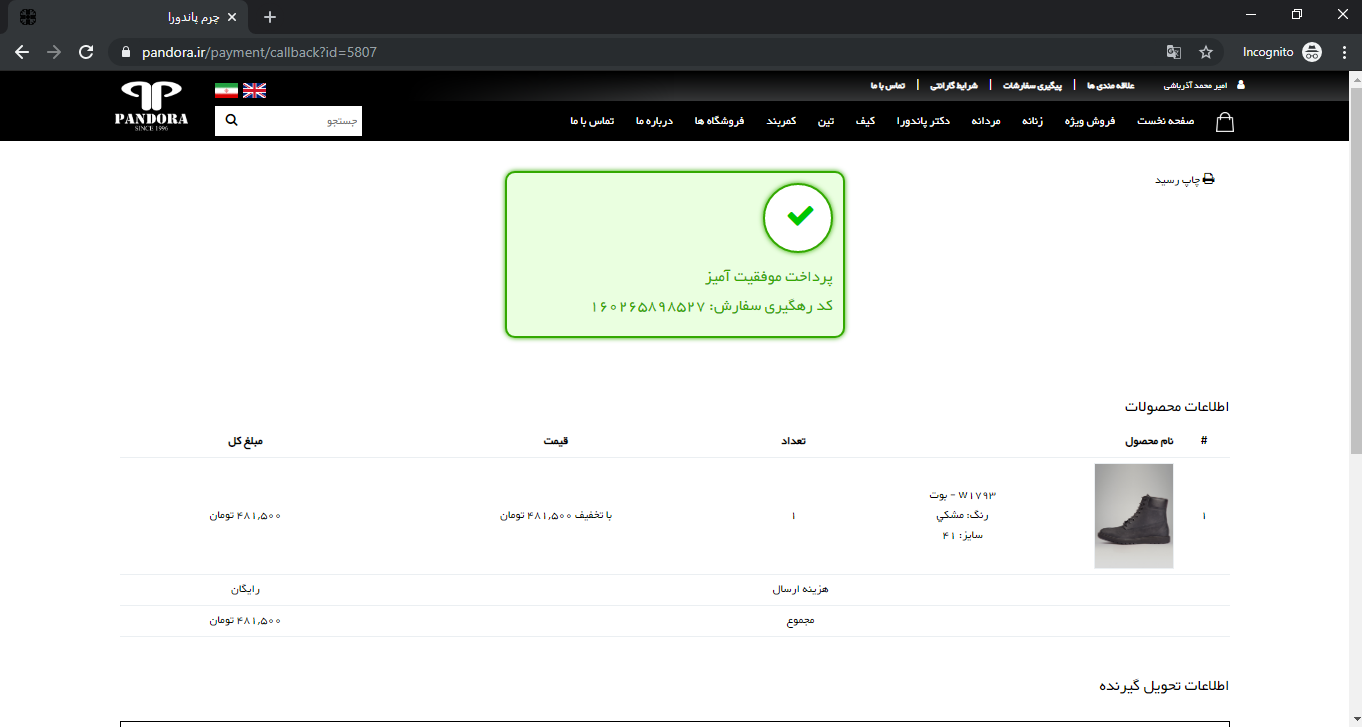 چرم پاندورا
pandora.ir/payment/callback?id=5807
Incognito
امیر محمد آذرباشی
علاقه مندی ها | پیگیری سفارشات | شرایط گارانتی | تماس با ما
PANDORA
SINCE 1996
جستجو
صفحه نخست فروش ویژه زنانه مردانه دکتر پاندورا کیف تین کمربند فروشگاه ها درباره ما تماس با ما
چاپ رسید
پرداخت موفقیت آمیز
کد رهگیری سفارش: ۱۶۰۲۶۵۸۹۸۵۲۷
اطلاعات محصولات
# نام محصول تعداد قیمت مبلغ کل
W۱۷۹۳ - بوت
رنگ: مشکي
سایز: ۴۱
۱ ۱ با تخفیف ۴۸۱,۵۰۰ تومان ۴۸۱,۵۰۰ تومان
هزینه ارسال رایگان
مجموع ۴۸۱,۵۰۰ تومان
اطلاعات تحویل گیرنده